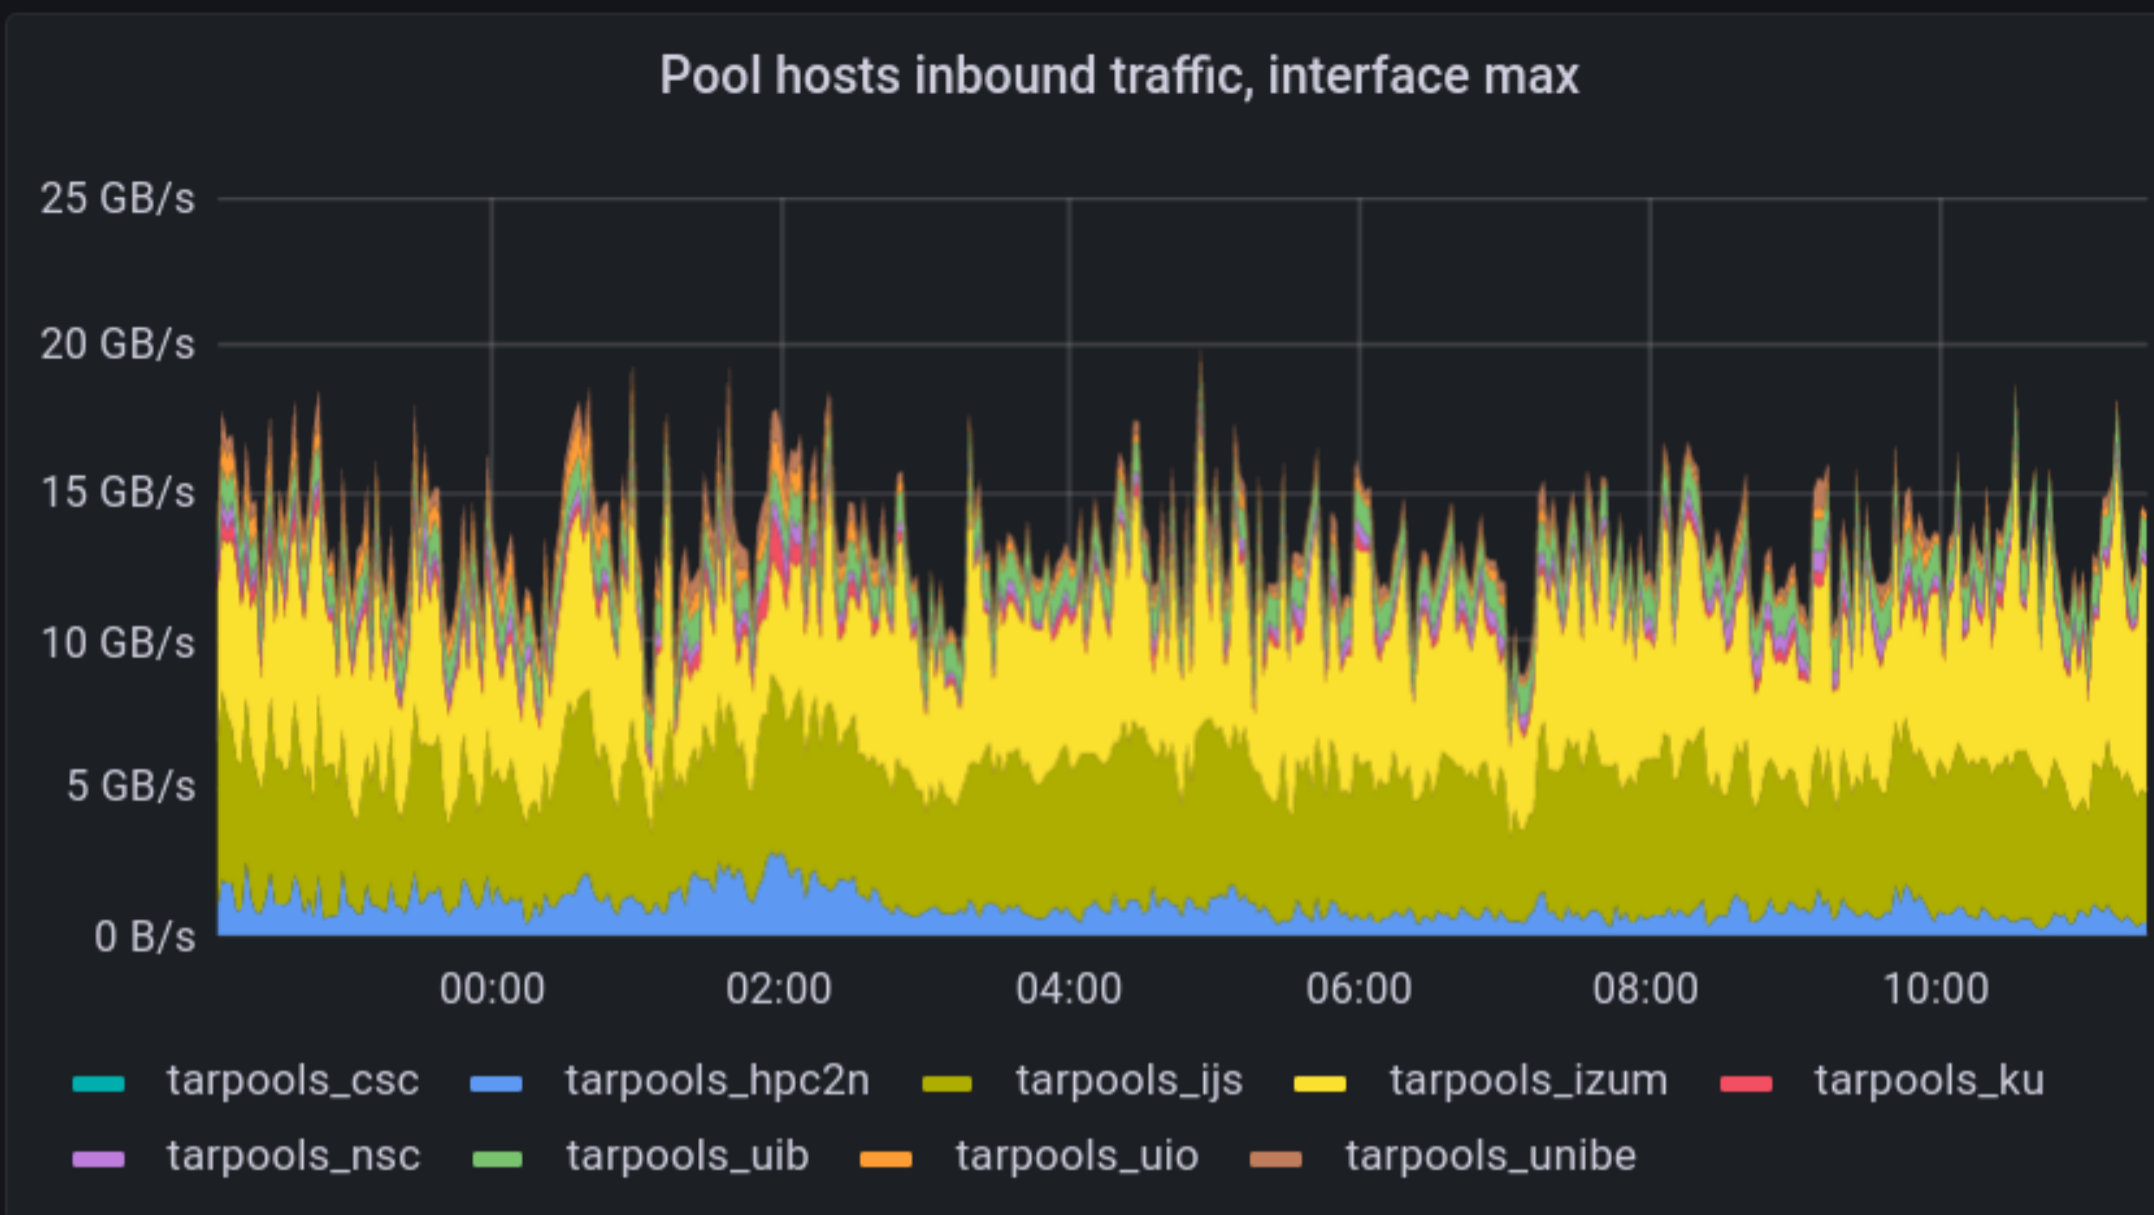 Pool hosts inbound traffic, interface max
25 GB/s
20 GB/s
15 GB/s
10 GB/s
5 GB/s
0 B/s
00:00 02:00 04:00 06:00 08:00 10:00
tarpools_csc tarpools_hpc2n tarpools_ijs tarpools_izum tarpools_ku
tarpools_nsc tarpools_uib tarpools_uio tarpools_unibe